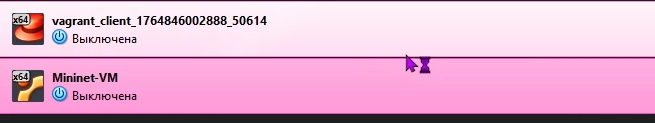 x64
vagrant_client_1764846002888_50614
Выключена
x64
Mininet-VM
Выключена